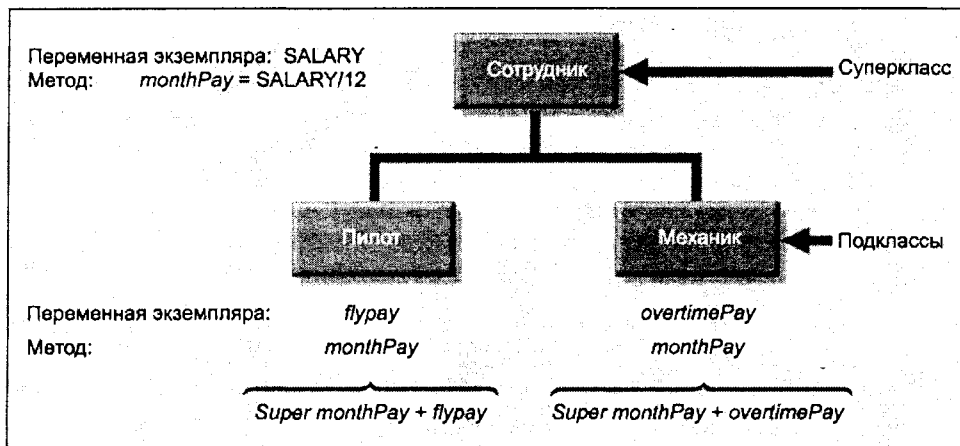 Переменная экземпляра: SALARY
Метод: monthPay = SALARY/12
Сотрудник
Суперкласс
Пилот
Механик
Подклассы
Переменная экземпляра: flypay overtimePay
Метод: monthPay monthPay
Super monthPay + flypay Super monthPay + overtimePay